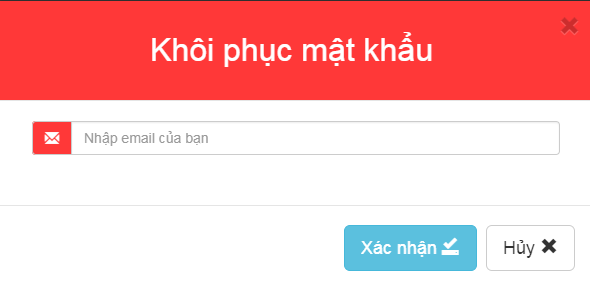 Khôi phục mật khẩu
Nhập email của bạn
Xác nhận
Hủy